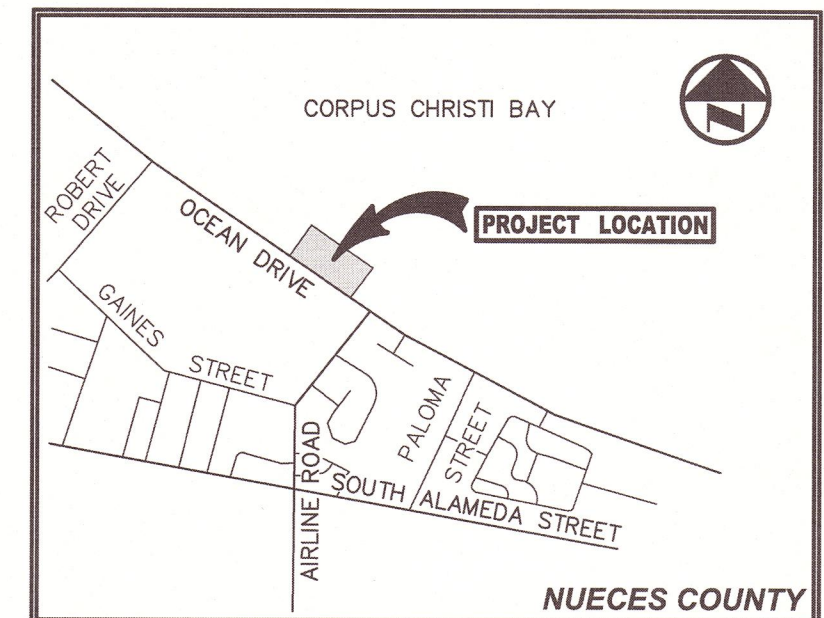 CORPUS CHRISTI BAY
N
ROBERT
DRIVE
OCEAN DRIVE
PROJECT LOCATION
GAINES
STREET
PALOMA
STREET
AIRLINE ROAD
SOUTH ALAMEDA STREET
NUECES COUNTY